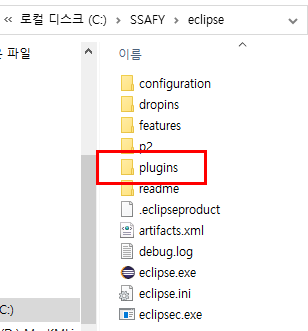 « 로컬 디스크 (C:) > SSAFY > eclipse
은 파일
이름
configuration
dropins
features
p2
plugins
readme
.eclipseproduct
artifacts.xml
debug.log
eclipse.exe
eclipse.ini
eclipsec.exe
C:)